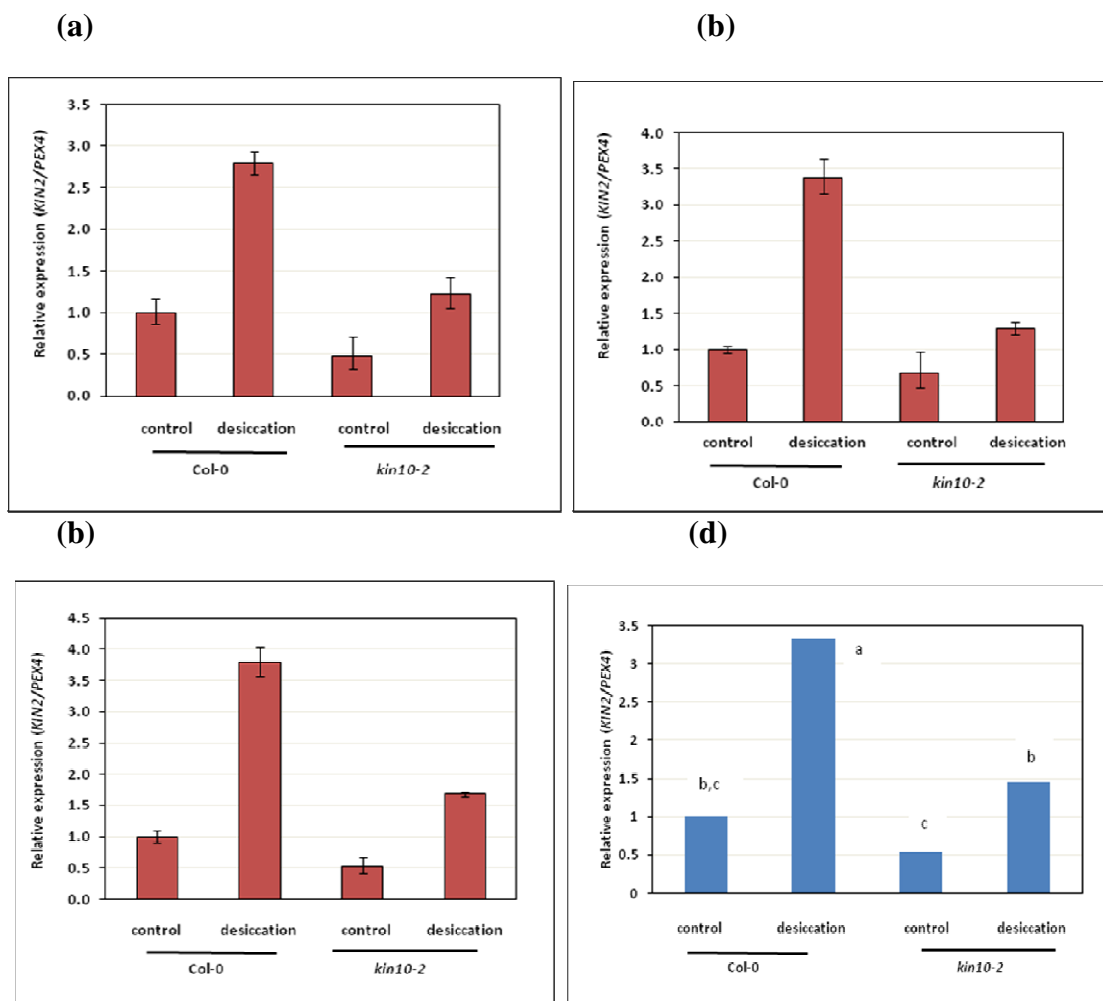 (a)
Relative expression (KIN2/PEX4)
3.5
3.0
2.5
2.0
1.5
1.0
0.5
0.0
control desiccation control desiccation
Col-0 kin10-2
(b)
Relative expression (KIN2/PEX4)
4.0
3.5
3.0
2.5
2.0
1.5
1.0
0.5
0.0
control desiccation control desiccation
Col-0 kin10-2
(b)
Relative expression (KIN2/PEX4)
4.5
4.0
3.5
3.0
2.5
2.0
1.5
1.0
0.5
0.0
control desiccation control desiccation
Col-0 kin10-2
(d)
Relative expression (KIN2/PEX4)
3.5
3
2.5
2
1.5
1
0.5
0
b,c
a
c
b
control desiccation control desiccation
Col-0 kin10-2